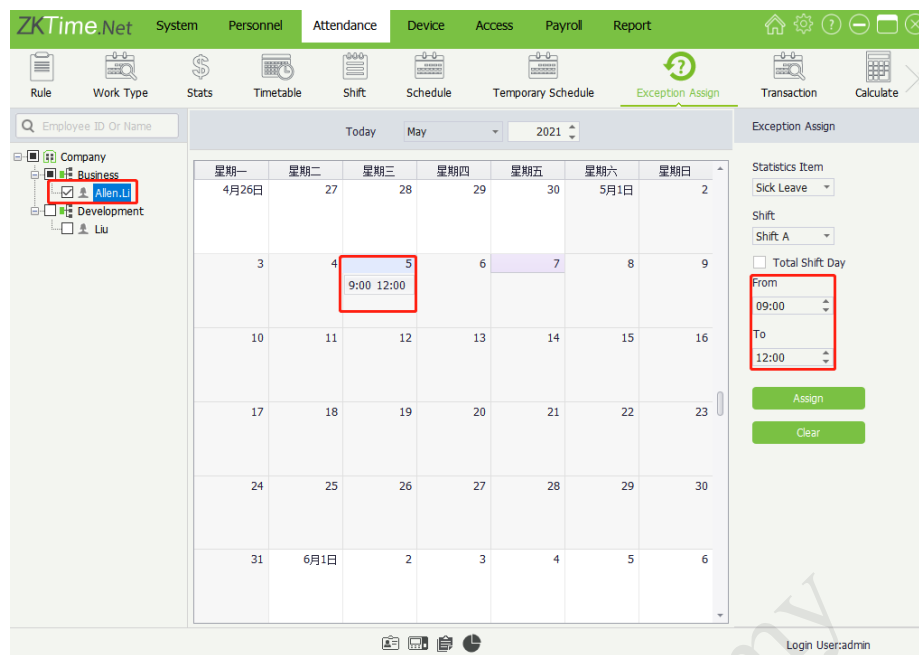 ZKTime.Net System Personnel Attendance Device Access Payroll Report
Rule Work Type Stats Timetable Shift Schedule Temporary Schedule Exception Assign Transaction Calculate
Employee ID Or Name
Today May 2021
Exception Assign
Company
Business
Allen.Li
Development
Liu
星期一 星期二 星期三 星期四 星期五 星期六 星期日
4月26日 27 28 29 30 5月1日 2
3 4 5 6 7 8 9
9:00 12:00
10 11 12 13 14 15 16
17 18 19 20 21 22 23
24 25 26 27 28 29 30
31 6月1日 2 3 4 5 6
Statistics Item
Sick Leave
Shift
Shift A
Total Shift Day
From
09:00
To
12:00
Assign
Clear
Login User:admin